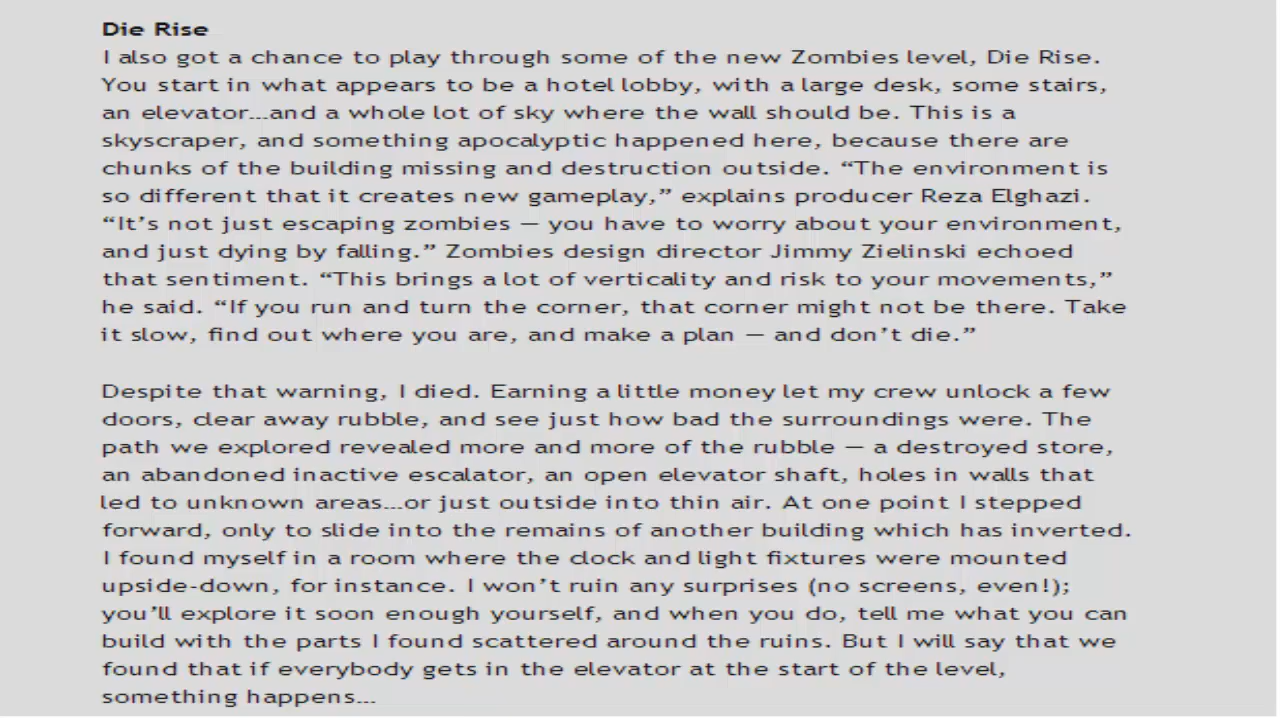 Die Rise
I also got a chance to play through some of the new Zombies level, Die Rise.
You start in what appears to be a hotel lobby, with a large desk, some stairs,
an elevator...and a whole lot of sky where the wall should be. This is a
skyscraper, and something apocalyptic happened here, because there are
chunks of the building missing and destruction outside. “The environment is
so different that it creates new gameplay,” explains producer Reza Elghazi.
“It’s not just escaping zombies — you have to worry about your environment,
and just dying by falling.” Zombies design director Jimmy Zielinski echoed
that sentiment. “This brings a lot of verticality and risk to your movements,”
he said. “If you run and turn the corner, that corner might not be there. Take
it slow, find out where you are, and make a plan — and don’t die.”
Despite that warning, I died. Earning a little money let my crew unlock a few
doors, clear away rubble, and see just how bad the surroundings were. The
path we explored revealed more and more of the rubble — a destroyed store,
an abandoned inactive escalator, an open elevator shaft, holes in walls that
led to unknown areas...or just outside into thin air. At one point I stepped
forward, only to slide into the remains of another building which has inverted.
I found myself in a room where the clock and light fixtures were mounted
upside-down, for instance. I won’t ruin any surprises (no screens, even!);
you’ll explore it soon enough yourself, and when you do, tell me what you can
build with the parts I found scattered around the ruins. But I will say that we
found that if everybody gets in the elevator at the start of the level,
something happens...